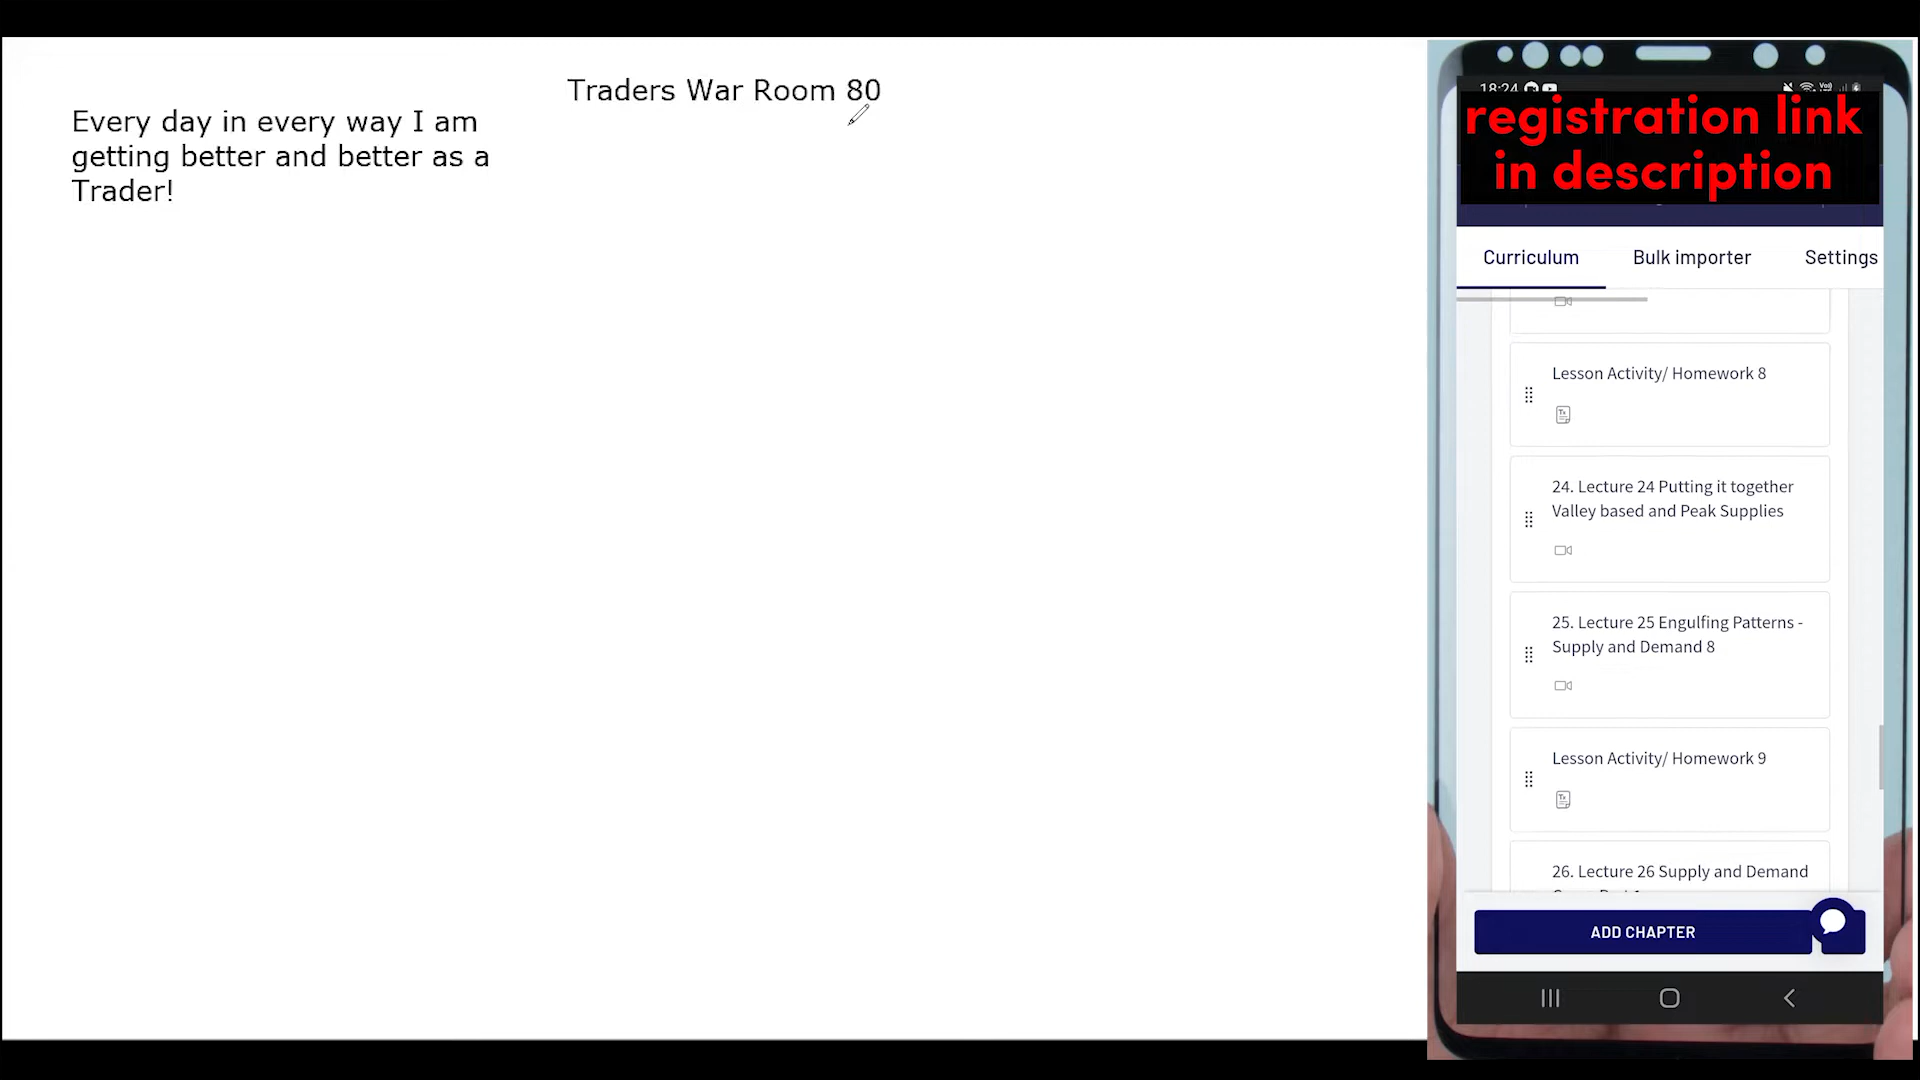 Traders War Room 80
Every day in every way I am
getting better and better as a
Trader!
18:24
registration link
in description
Curriculum Bulk importer Settings
Lesson Activity/ Homework 8
24. Lecture 24 Putting it together
Valley based and Peak Supplies
25. Lecture 25 Engulfing Patterns -
Supply and Demand 8
Lesson Activity/ Homework 9
26. Lecture 26 Supply and Demand
ADD CHAPTER